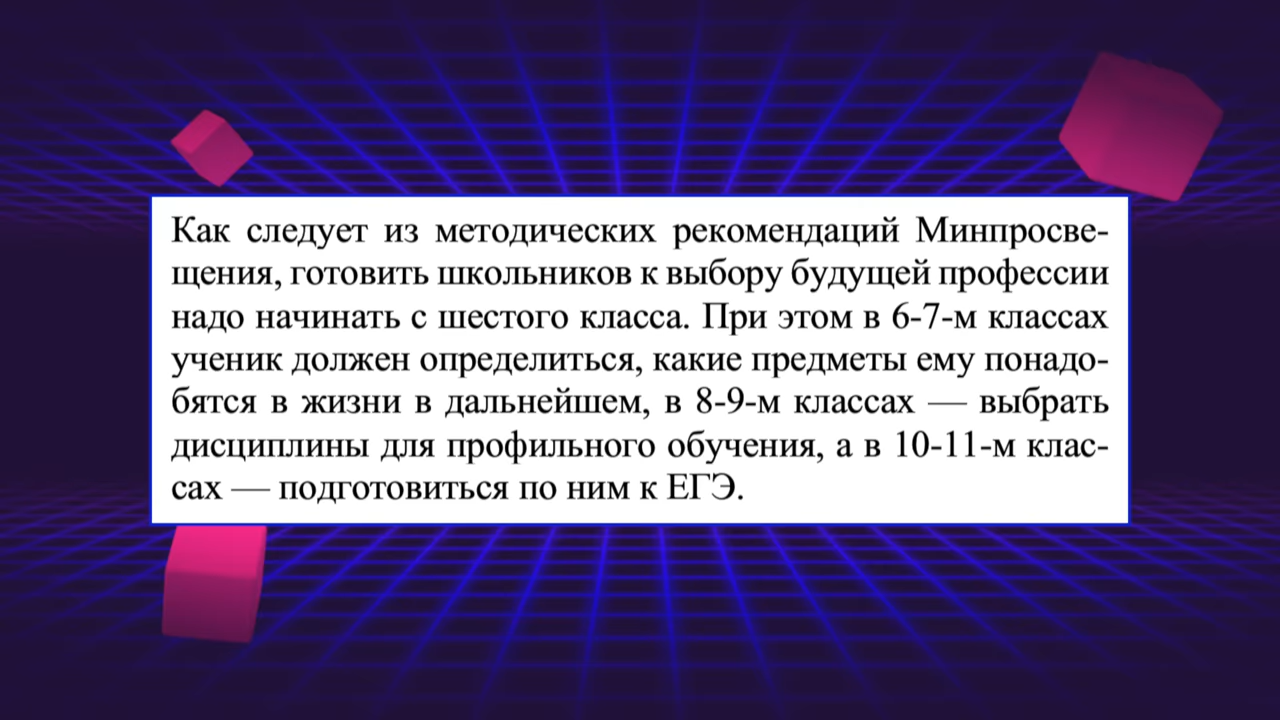 Как следует из методических рекомендаций Минпросве-
щения, готовить школьников к выбору будущей профессии
надо начинать с шестого класса. При этом в 6-7-м классах
ученик должен определиться, какие предметы ему понадо-
бятся в жизни в дальнейшем, в 8-9-м классах — выбрать
дисциплины для профильного обучения, а в 10-11-м клас-
сах — подготовиться по ним к ЕГЭ.